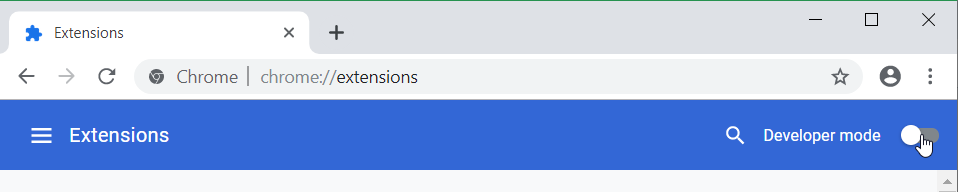 Extensions
Chrome | chrome://extensions
Extensions Developer mode